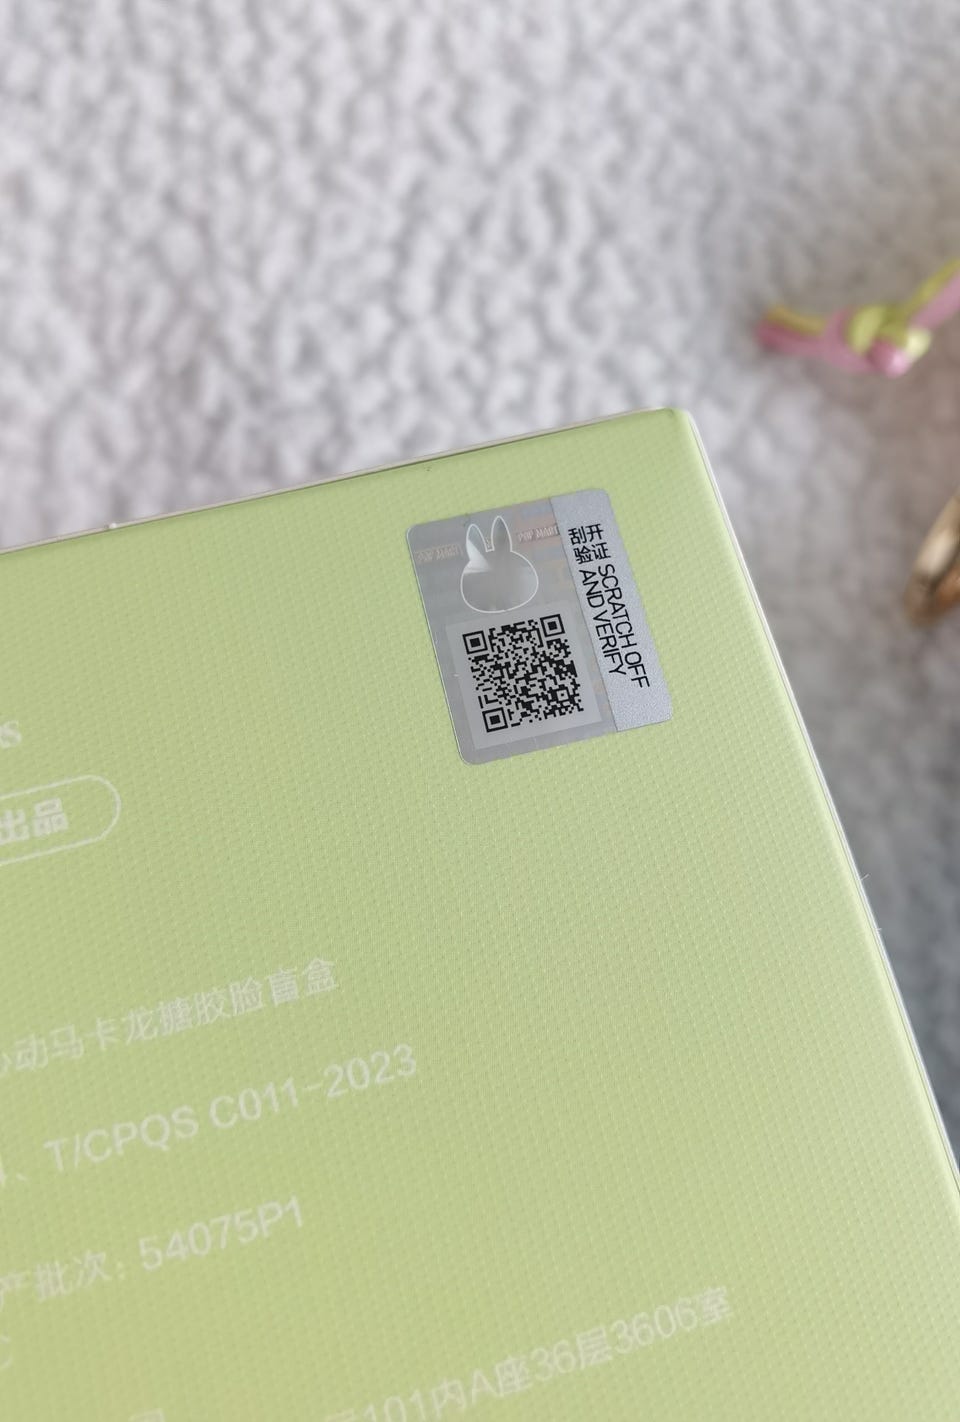 POP MART
开证 SCRATCH OFF
刮验 AND VERIFY
出品
心动马卡龙搪胶脸盲盒
、T/CPQS C011-2023
产批次：54075P1
101内A座36层3606室